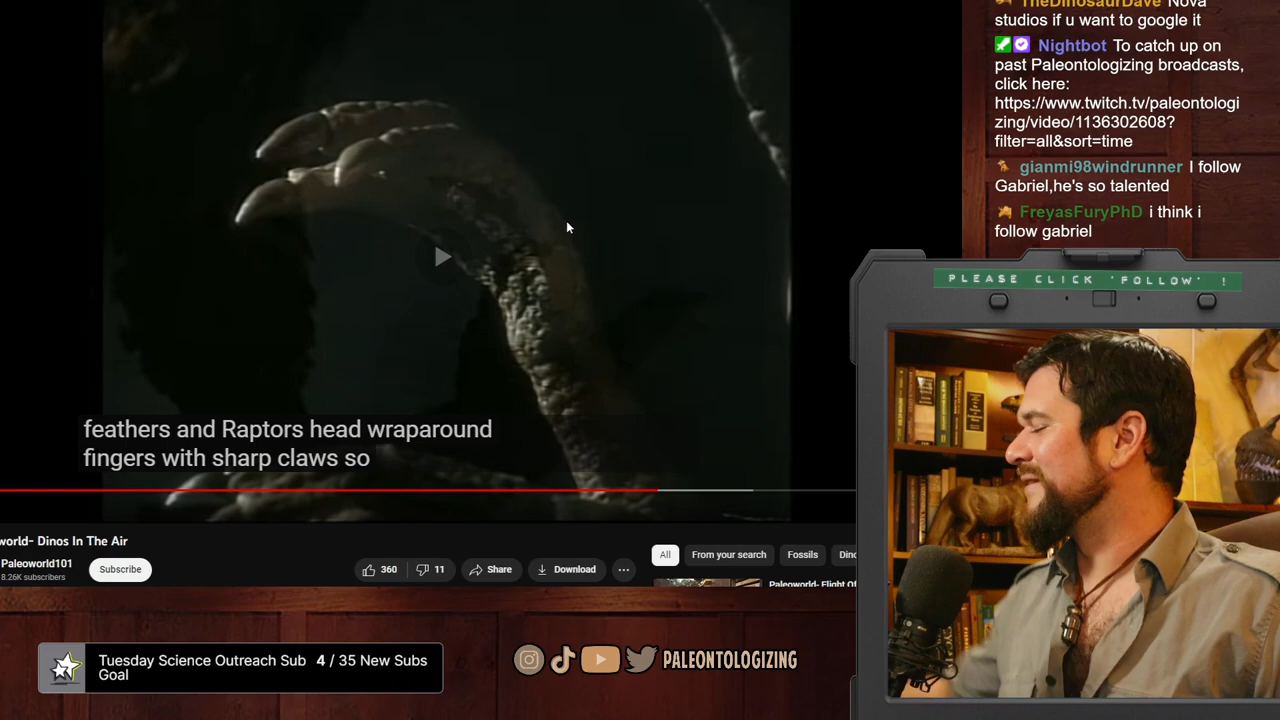 TheDinosaurDave Nova
studios if u want to google it
Nightbot To catch up on
past Paleontologizing broadcasts,
click here:
https://www.twitch.tv/paleontologi
zing/video/1136302608?
filter=all&sort=time
gianmi98windrunner I follow
Gabriel,he's so talented
FreyasFuryPhD i think i
follow gabriel
PLEASE CLICK 'FOLLOW' !
feathers and Raptors head wraparound
fingers with sharp claws so
world- Dinos In The Air
Paleoworld101
8.26K subscribers
Subscribe
360
11
Share
Download
All
From your search
Fossils
Dino
Paleoworld- Flight Of
Tuesday Science Outreach Sub
Goal
4 / 35 New Subs
PALEONTOLOGIZING